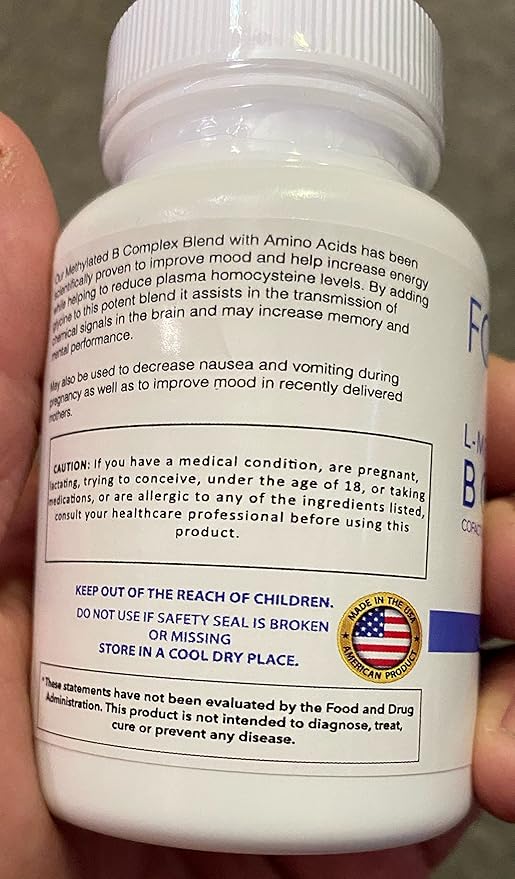 Our Methylated B Complex Blend with Amino Acids has been
scientifically proven to improve mood and help increase energy
while helping to reduce plasma homocysteine levels. By adding
glycine to this potent blend it assists in the transmission of
chemical signals in the brain and may increase memory and
mental performance.
May also be used to decrease nausea and vomiting during
pregnancy as well as to improve mood in recently delivered
mothers.
CAUTION: If you have a medical condition, are pregnant,
lactating, trying to conceive, under the age of 18, or taking
medications, or are allergic to any of the ingredients listed,
consult your healthcare professional before using this
product.
KEEP OUT OF THE REACH OF CHILDREN.
DO NOT USE IF SAFETY SEAL IS BROKEN
OR MISSING
STORE IN A COOL DRY PLACE.
MADE IN THE USA
AMERICAN PRODUCT
*These statements have not been evaluated by the Food and Drug
Administration. This product is not intended to diagnose, treat,
cure or prevent any disease.
FO
L-M
B